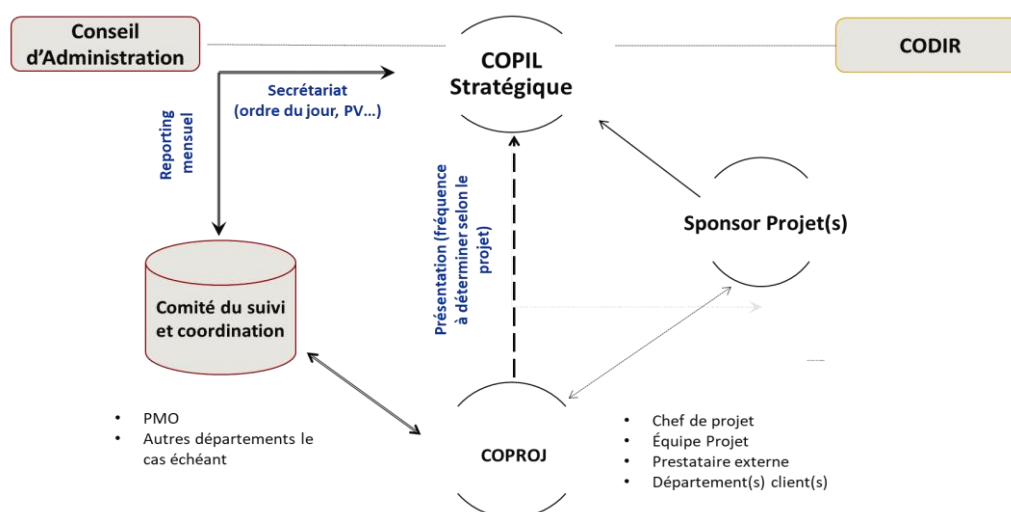 Conseil
d'Administration
COPIL
Stratégique
CODIR
Secrétariat
(ordre du jour, PV...)
Reporting
mensuel
Présentation (fréquence
à déterminer selon le
projet)
Sponsor Projet(s)
Comité du suivi
et coordination
• PMO
• Autres départements le
cas échéant
COPROJ
• Chef de projet
• Équipe Projet
• Prestataire externe
• Département(s) client(s)